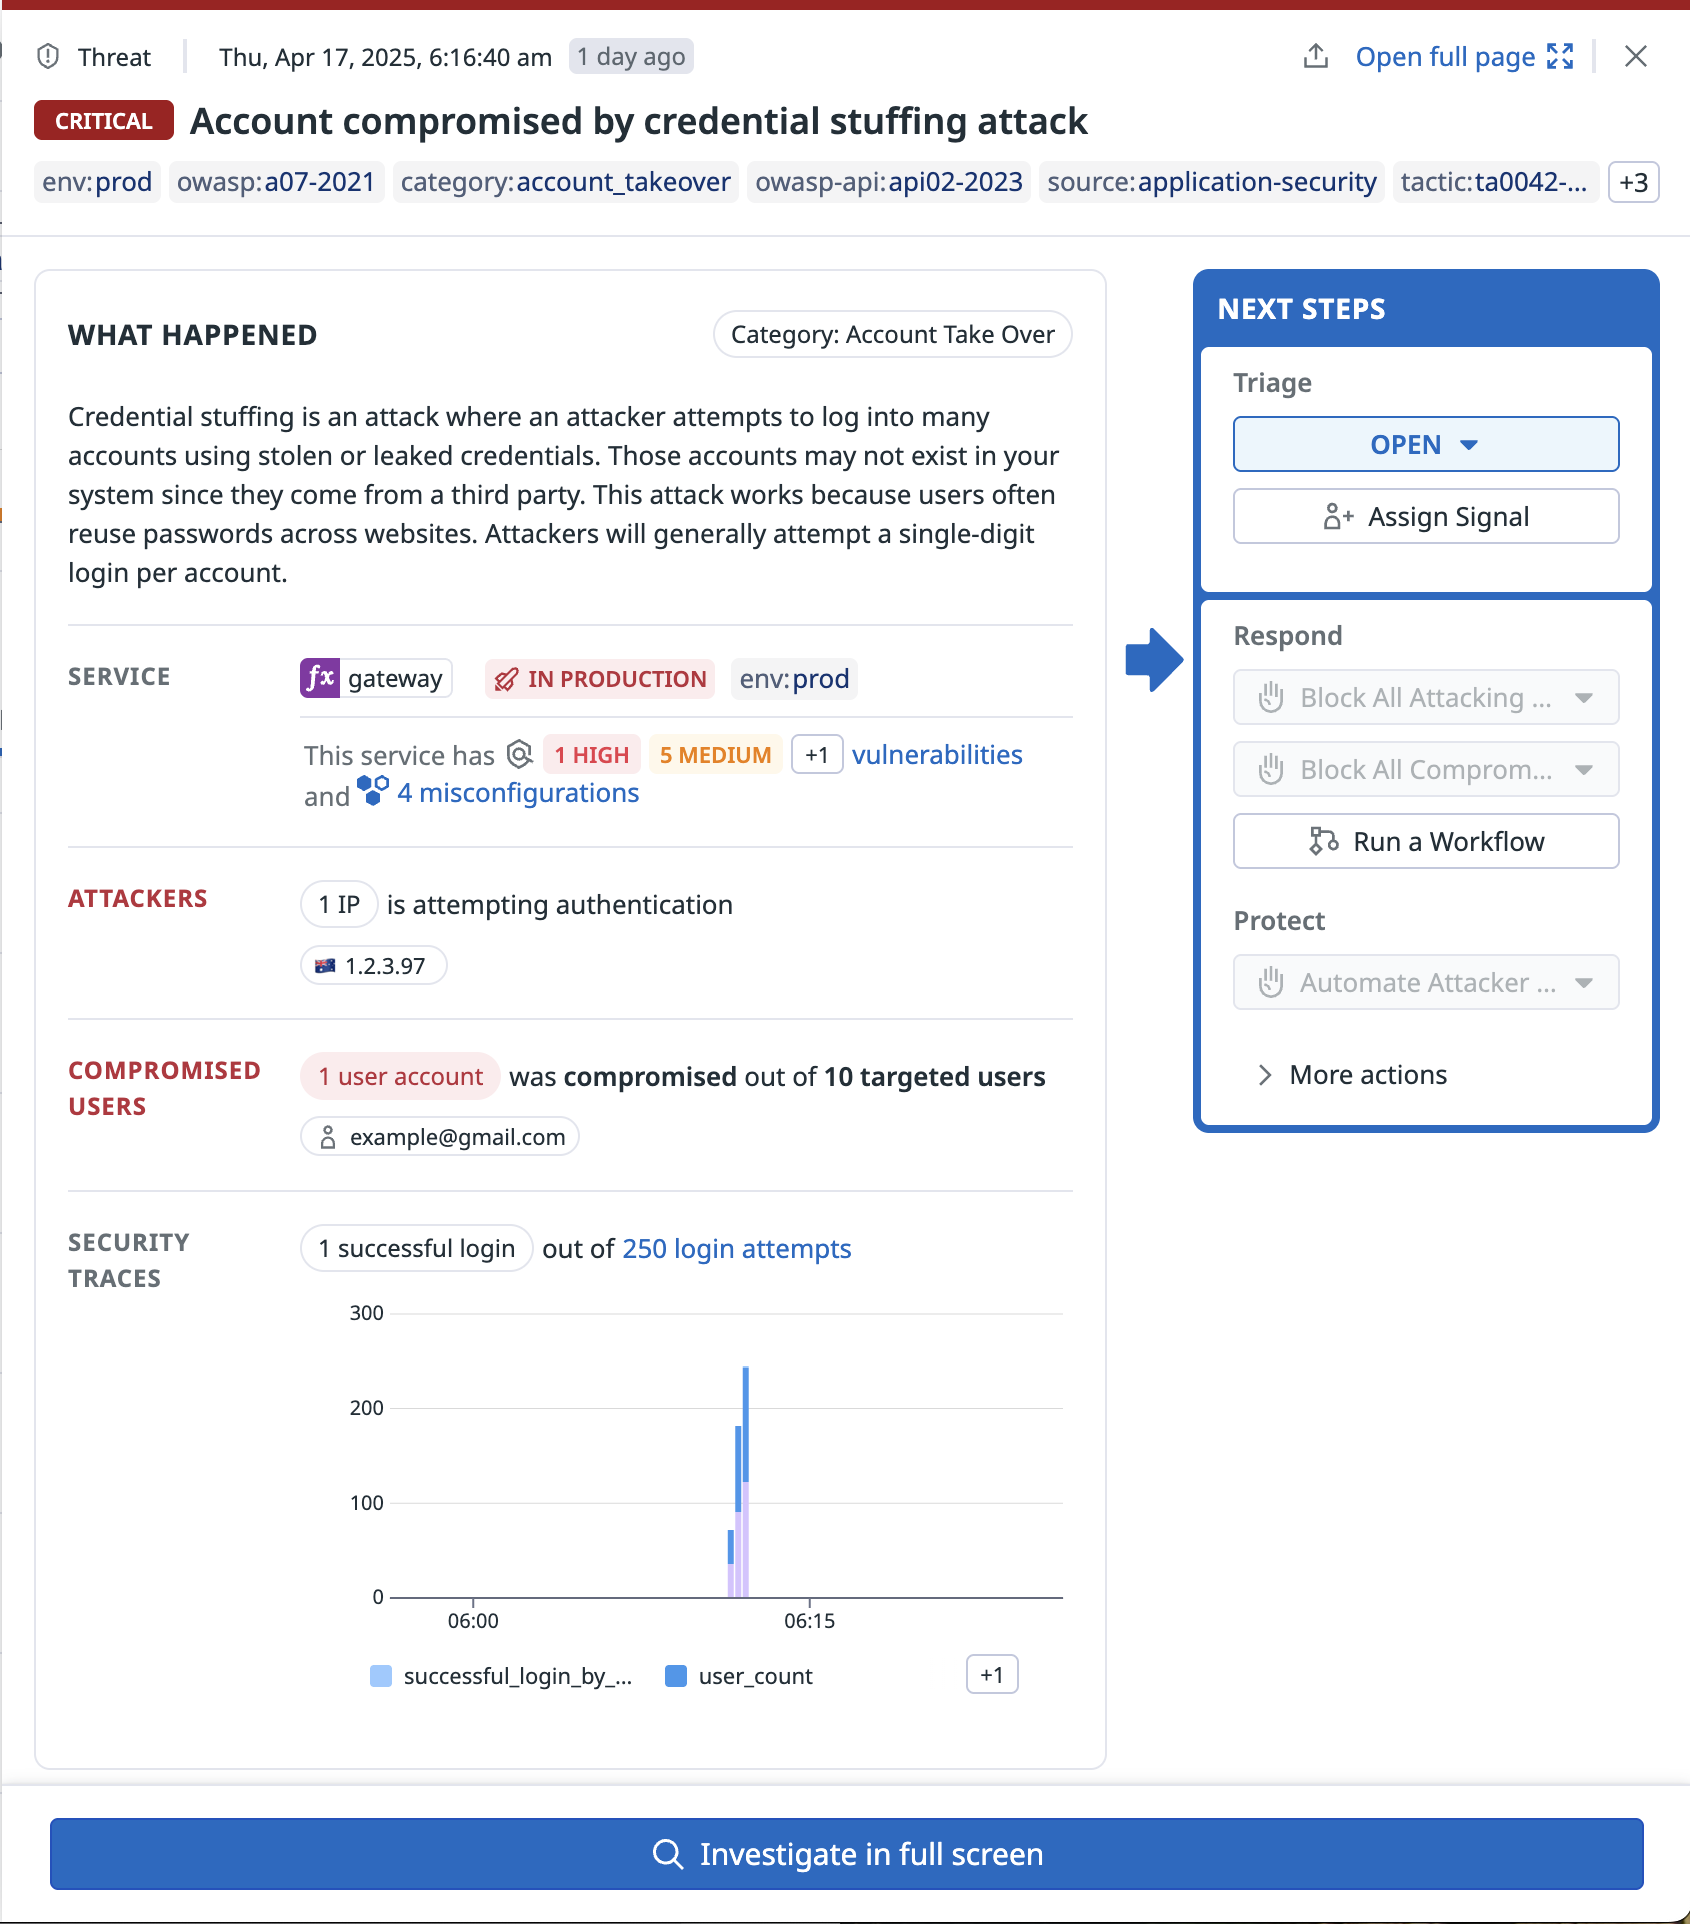 Threat
Thu, Apr 17, 2025, 6:16:40 am
1 day ago
Open full page
CRITICAL
Account compromised by credential stuffing attack
env:prod
owasp:a07-2021
category:account_takeover
owasp-api:api02-2023
source:application-security
tactic:ta0042-...
+3
WHAT HAPPENED
Category: Account Take Over
Credential stuffing is an attack where an attacker attempts to log into many
accounts using stolen or leaked credentials. Those accounts may not exist in your
system since they come from a third party. This attack works because users often
reuse passwords across websites. Attackers will generally attempt a single-digit
login per account.
SERVICE
fx gateway
IN PRODUCTION
env:prod
This service has 1 HIGH 5 MEDIUM +1 vulnerabilities
and 4 misconfigurations
ATTACKERS
1 IP is attempting authentication
1.2.3.97
COMPROMISED
USERS
1 user account was compromised out of 10 targeted users
example@gmail.com
SECURITY
TRACES
1 successful login out of 250 login attempts
300
200
100
0
06:00
06:15
successful_login_by_...
user_count
+1
NEXT STEPS
Triage
OPEN
Assign Signal
Respond
Block All Attacking ...
Block All Comprom...
Run a Workflow
Protect
Automate Attacker ...
More actions
Investigate in full screen